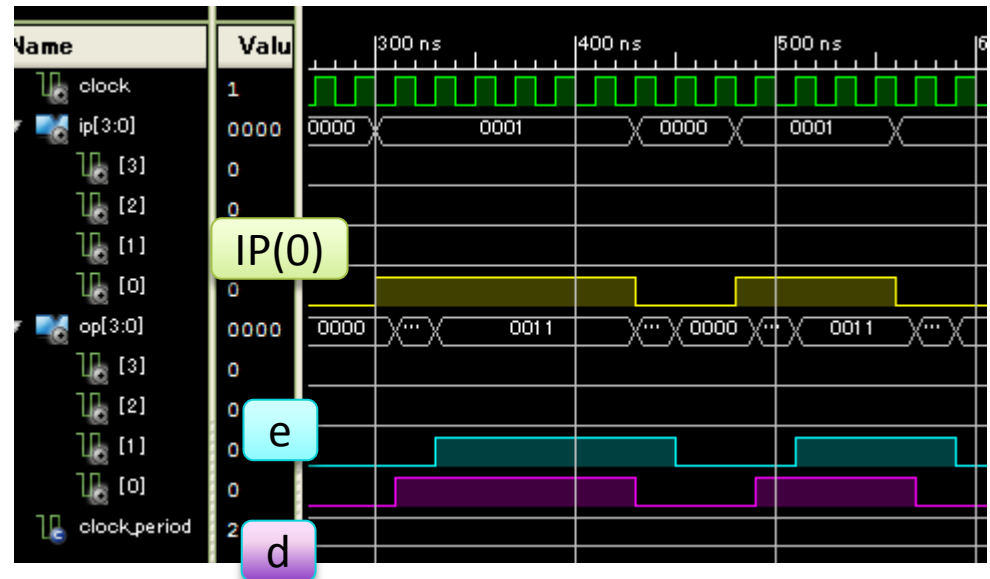 Name Valu 300 ns 400 ns 500 ns 6
clock 1
ip[3:0] 0000 0000 0001 0000 0001
[3] 0
[2] 0
[1]
IP(0)
[0] 0
op[3:0] 0000 0000 ... 0011 ... 0000 ... 0011 ...
[3] 0
[2] 0
e
[1] 0
[0] 0
clock_period 2
d